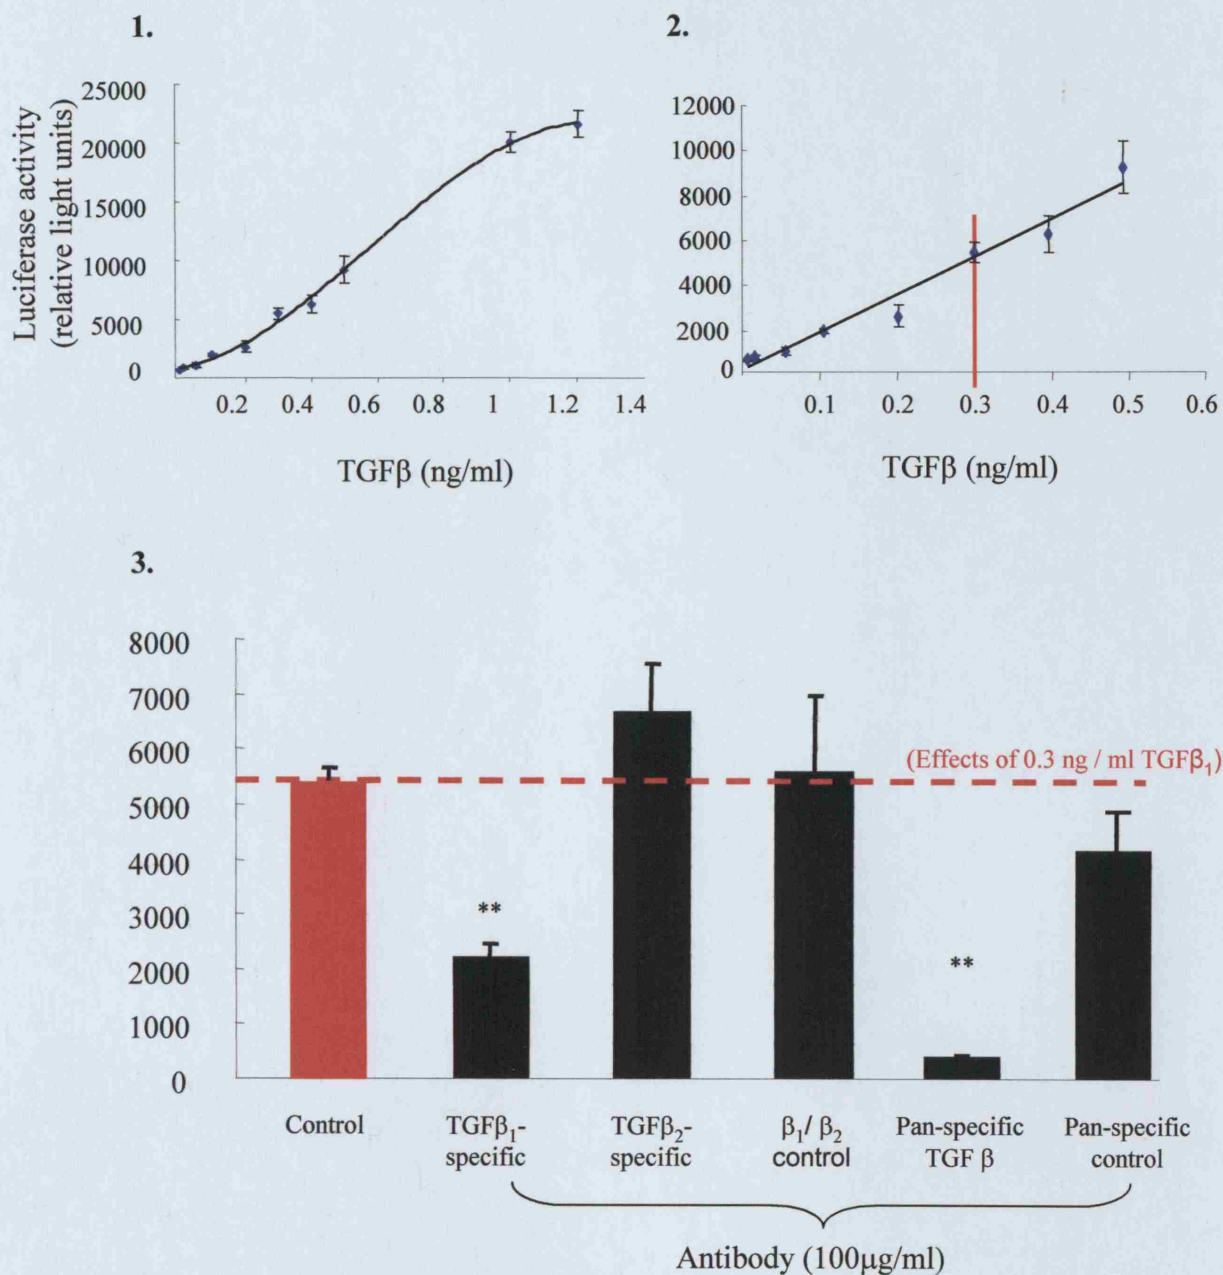 1.
Luciferase activity
(relative light units)
25000
20000
15000
10000
5000
0
0.2 0.4 0.6 0.8 1 1.2 1.4
TGFβ (ng/ml)
2.
12000
10000
8000
6000
4000
2000
0
0.1 0.2 0.3 0.4 0.5 0.6
TGFβ (ng/ml)
3.
8000
7000
6000
5000
4000
3000
2000
1000
0
(Effects of 0.3 ng / ml TGFβ₁)
**
**
Control
TGFβ₁-
specific
TGFβ₂-
specific
β₁/ β₂
control
Pan-specific
TGF β
Pan-specific
control
Antibody (100μg/ml)